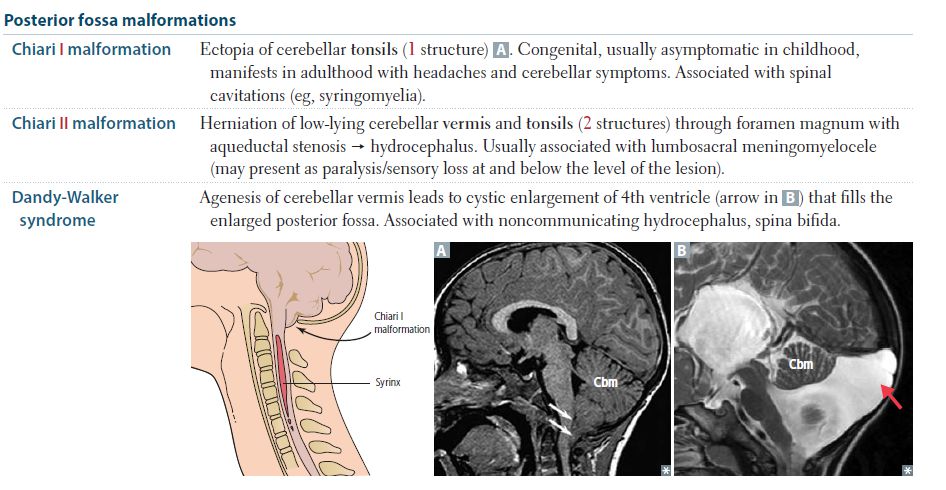 Posterior fossa malformations
Chiari I malformation
Ectopia of cerebellar tonsils (1 structure) A. Congenital, usually asymptomatic in childhood,
manifests in adulthood with headaches and cerebellar symptoms. Associated with spinal
cavitations (eg, syringomyelia).
Chiari II malformation
Herniation of low-lying cerebellar vermis and tonsils (2 structures) through foramen magnum with
aqueductal stenosis → hydrocephalus. Usually associated with lumbosacral meningomyelocele
(may present as paralysis/sensory loss at and below the level of the lesion).
Dandy-Walker
syndrome
Agenesis of cerebellar vermis leads to cystic enlargement of 4th ventricle (arrow in B) that fills the
enlarged posterior fossa. Associated with noncommunicating hydrocephalus, spina bifida.
Chiari I
malformation
Syrinx
A
Cbm
*
B
Cbm
*